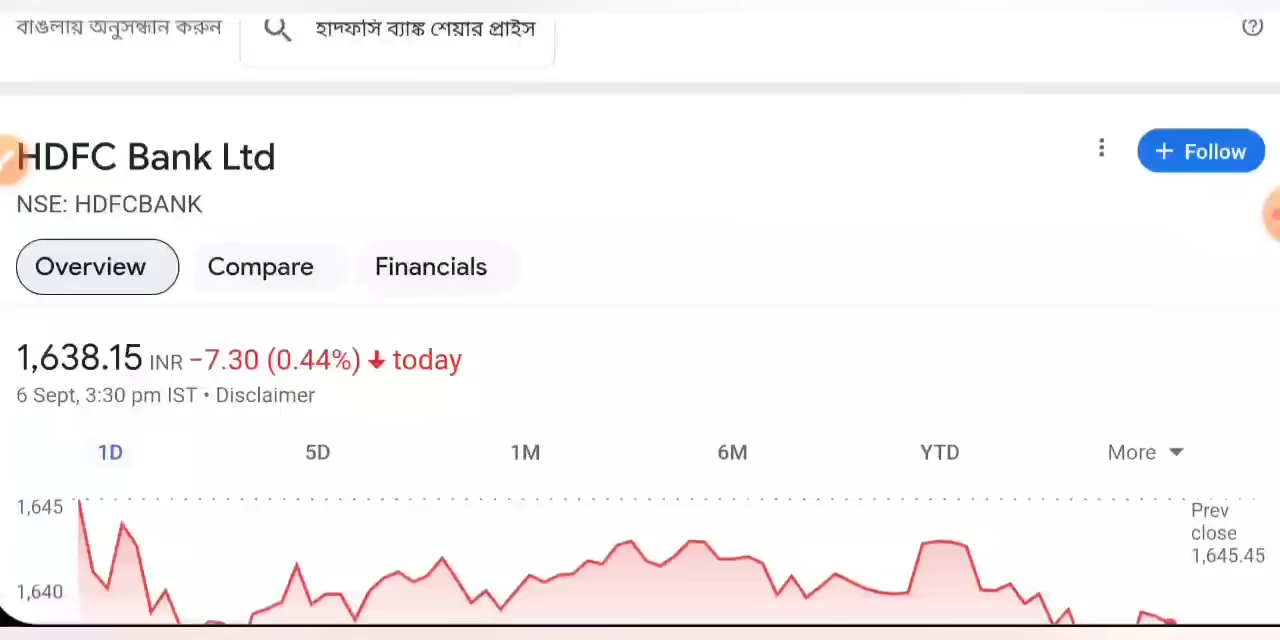 বাঙলায় অনুসন্ধান করুন
ব্যাঙ্ক শেয়ার প্রাইস
HDFC Bank Ltd
+ Follow
NSE: HDFCBANK
Overview
Compare
Financials
1,638.15 INR −7.30 (0.44%) ↓ today
6 Sept, 3:30 pm IST • Disclaimer
1D
5D
1M
6M
YTD
More
1,645
Prev
close
1,645.45
1,640